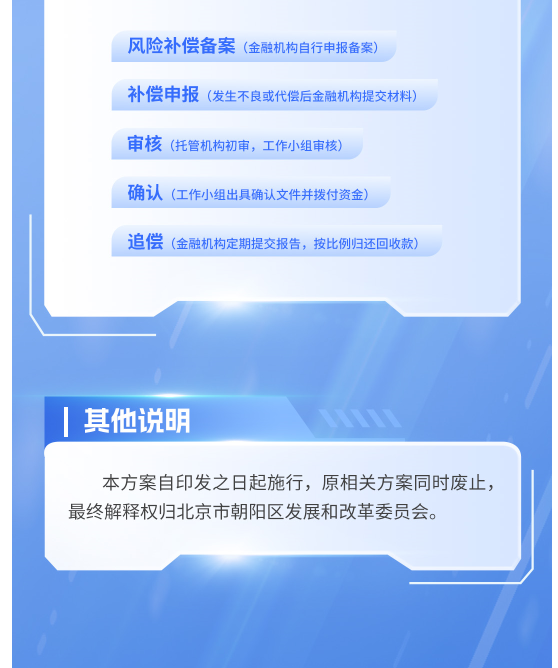 风险补偿备案（金融机构自行申报备案）
补偿申报（发生不良或代偿后金融机构提交材料）
审核（托管机构初审，工作小组审核）
确认（工作小组出具确认文件并拨付资金）
追偿（金融机构定期提交报告，按比例归还回收款）
其他说明
本方案自印发之日起施行，原相关方案同时废止，
最终解释权归北京市朝阳区发展和改革委员会。